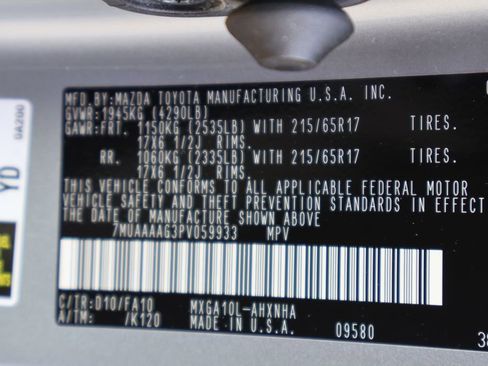 MFD.BY: MAZDA TOYOTA MANUFACTURING U.S.A. INC.
GVWR: 1945KG (4290LB)
GAWR: FRT. 1150KG (2535LB) WITH 215/65R17 TIRES.
17X6 1/2J RIMS.
RR. 1060KG (2335LB) WITH 215/65R17 TIRES.
17X6 1/2J RIMS.
THIS VEHICLE CONFORMS TO ALL APPLICABLE FEDERAL MOTOR
VEHICLE SAFETY AND THEFT PREVENTION STANDARDS IN EFFECT
THE DATE OF MANUFACTURE SHOWN ABOVE.
7MUAAAAG3PV059933 MPV
C/TR: D10/FA10 MXGA10L-AHXNHA
A/TM: /K120 MADE IN U.S.A. 09580
YD
0A200